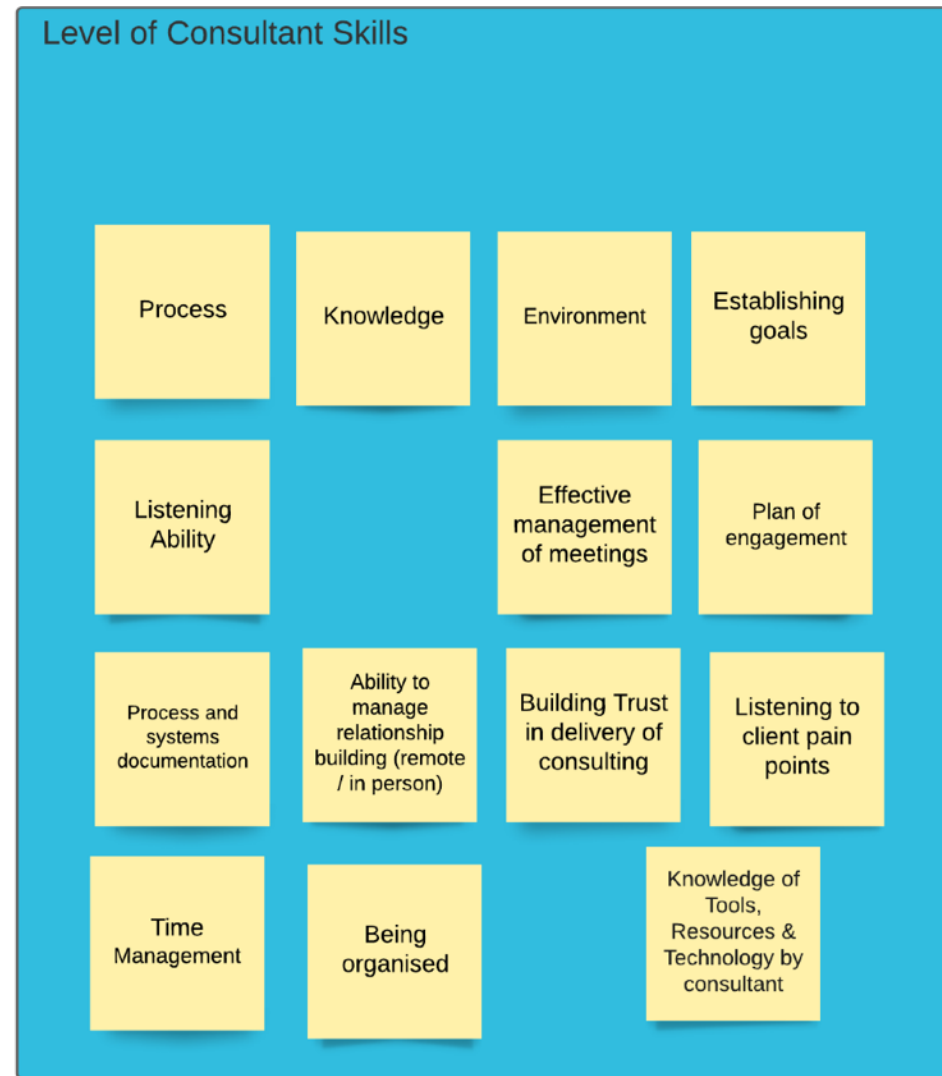 Level of Consultant Skills
Process
Knowledge
Environment
Establishing
goals
Listening
Ability
Effective
management
of meetings
Plan of
engagement
Process and
systems
documentation
Ability to
manage
relationship
building (remote
/ in person)
Building Trust
in delivery of
consulting
Listening to
client pain
points
Time
Management
Being
organised
Knowledge of
Tools,
Resources &
Technology by
consultant